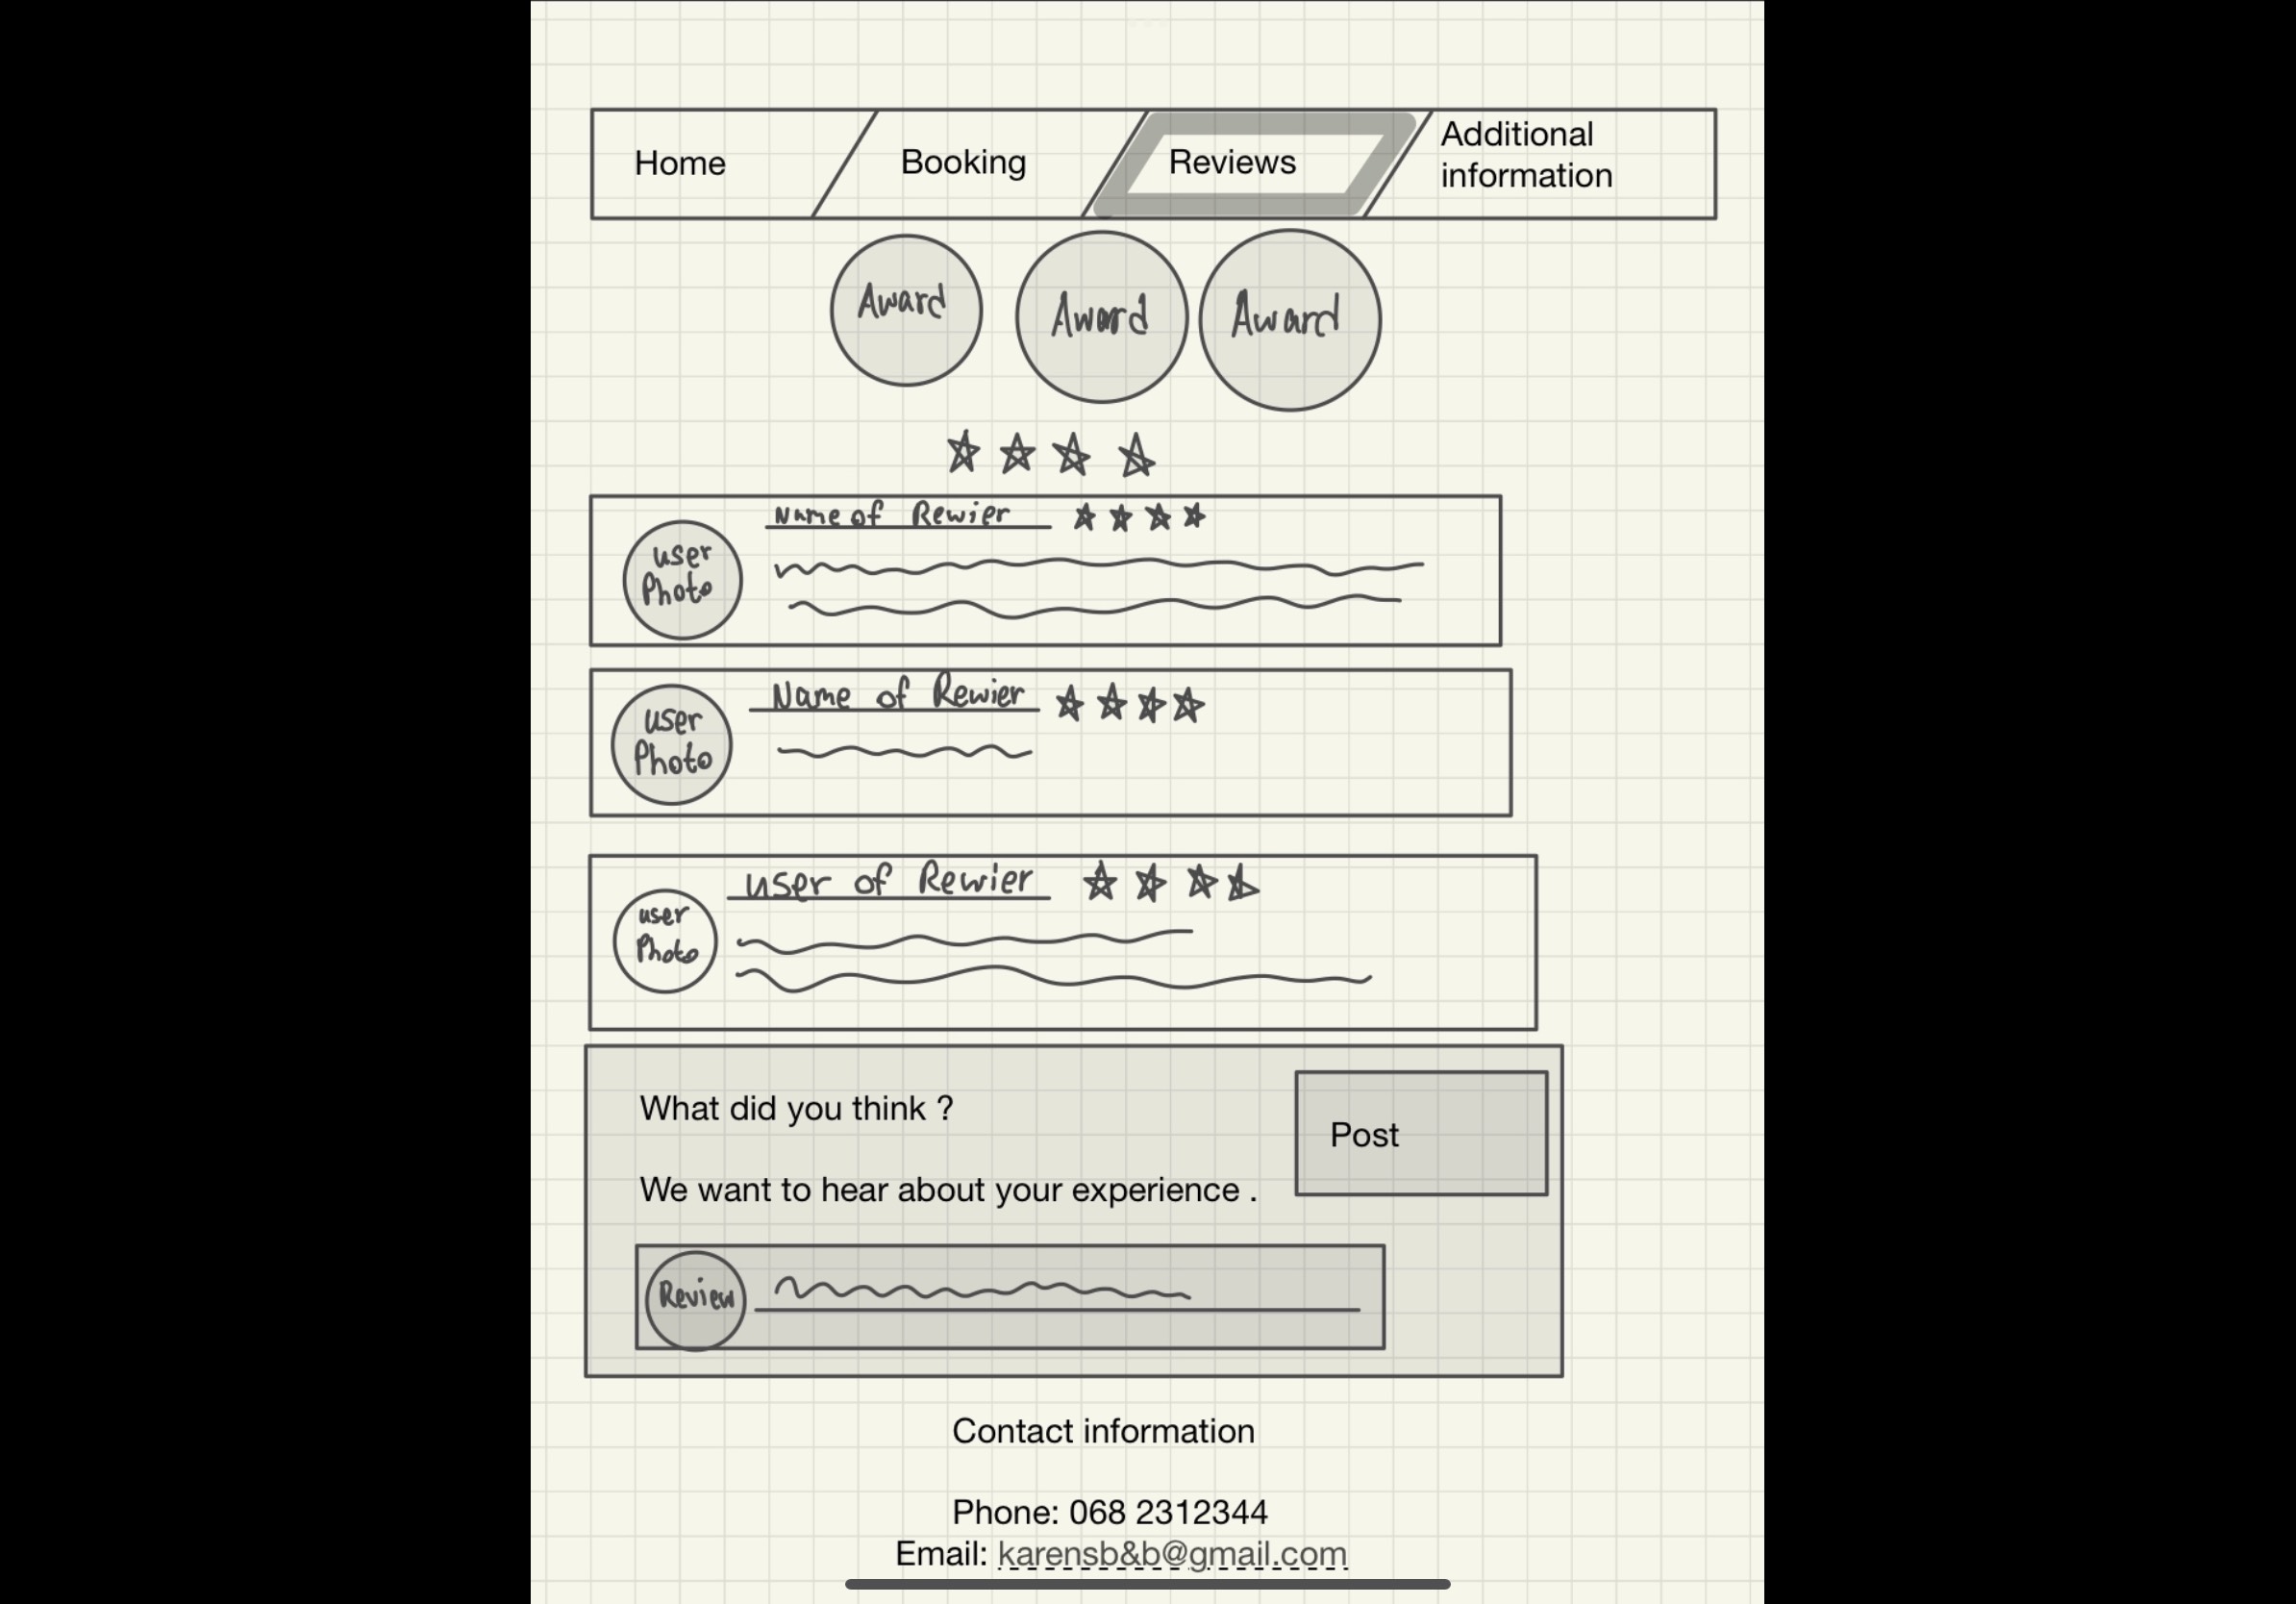 Home
Booking
Reviews
Additional
information
Award
Award
Award
Name of Rewier
user
Photo
Name of Rewier
user
Photo
user of Rewier
user
Photo
What did you think ?
Post
We want to hear about your experience .
Review
Contact information
Phone: 068 2312344
Email: karensb&b@gmail.com